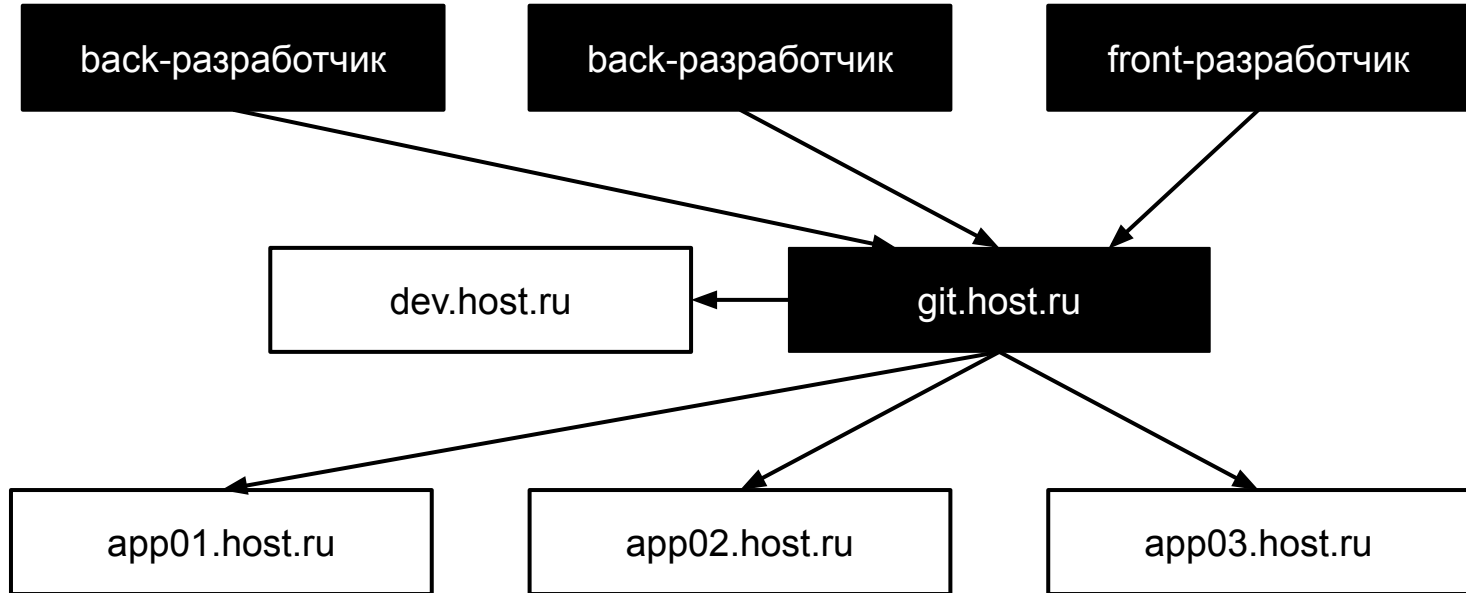 back-разработчик
back-разработчик
front-разработчик
dev.host.ru
git.host.ru
app01.host.ru
app02.host.ru
app03.host.ru